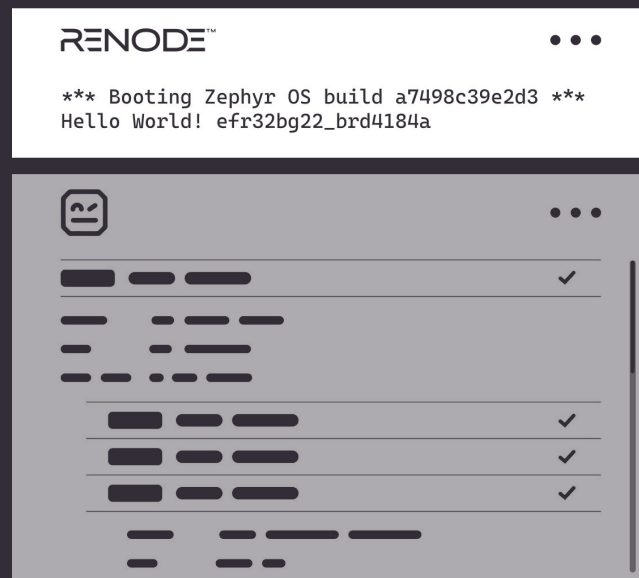 RENODE™
*** Booting Zephyr OS build a7498c39e2d3 ***
Hello World! efr32bg22_brd4184a